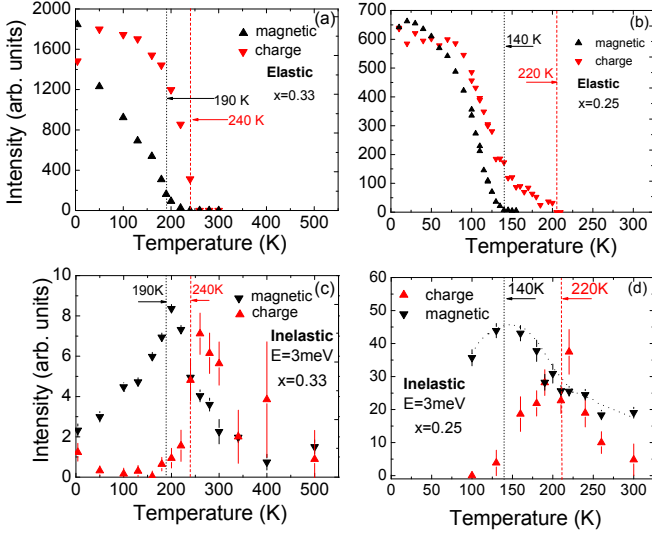 (a)
magnetic
charge
Elastic
x=0.33
190 K
240 K
Intensity (arb. units)
2000
1600
1200
800
400
0
0 100 200 300 400 500
Temperature (K)
(b)
magnetic
charge
Elastic
x=0.25
140 K
220 K
700
600
500
400
300
200
100
0
0 50 100 150 200 250 300
Temperature (K)
(c)
magnetic
charge
Inelastic
E=3meV
x=0.33
190K
240K
Intensity (arb. units)
10
8
6
4
2
0
0 100 200 300 400 500
Temperature (K)
(d)
charge
magnetic
Inelastic
E=3meV
x=0.25
140K
220K
60
50
40
30
20
10
0
50 100 150 200 250 300
Temperature (K)